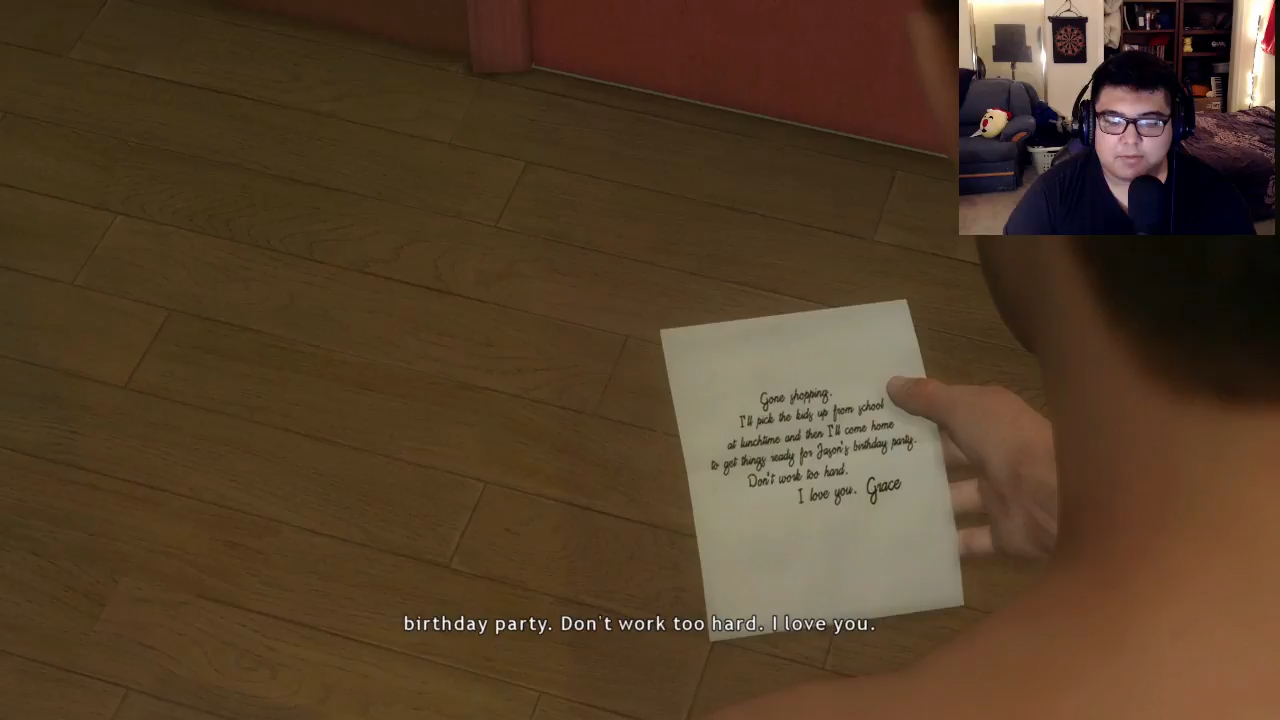 Gone shopping.
I'll pick the kids up from school
at lunchtime and then I'll come home
to get things ready for Jason's birthday party.
Don't work too hard.
I love you. Grace
birthday party. Don't work too hard. I love you.